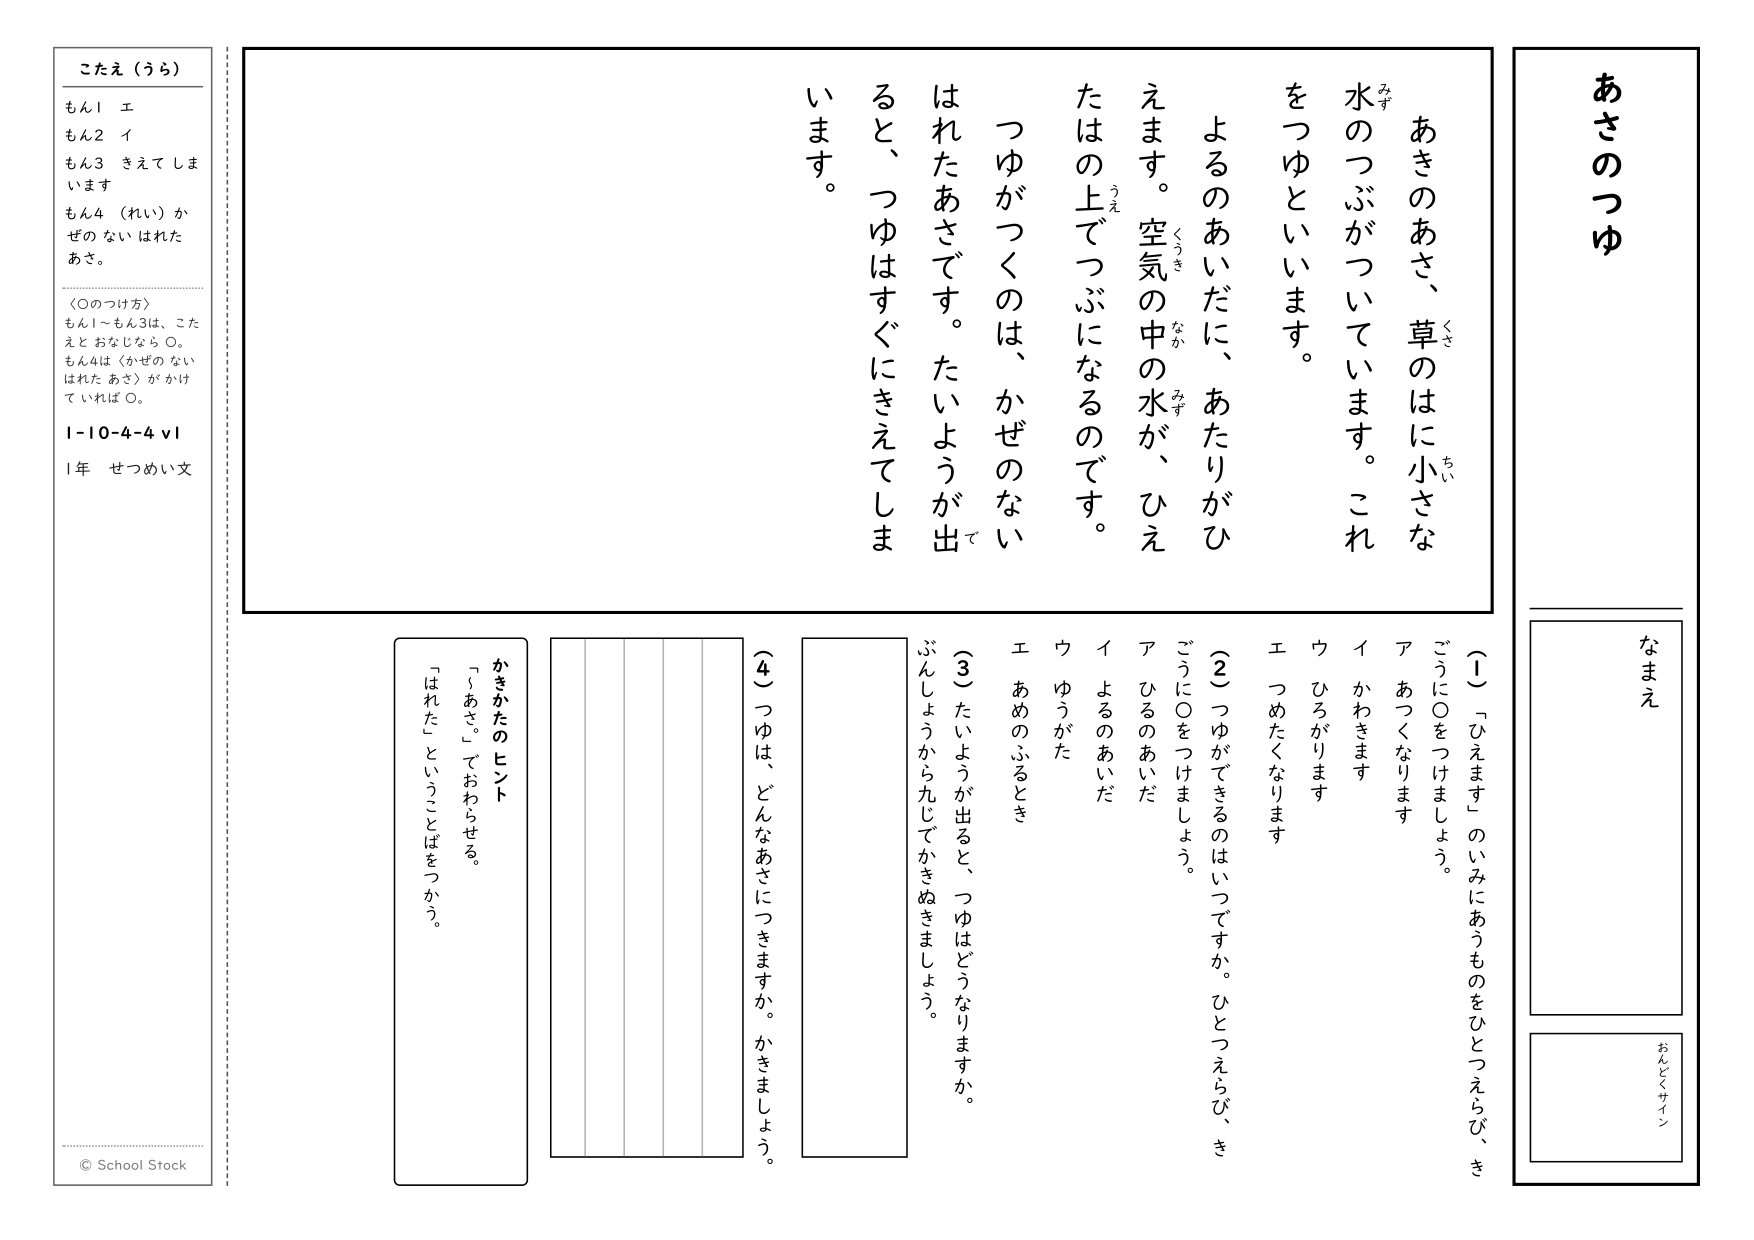 あさのつゆ
なまえ
おんどくサイン
あきのあさ、草のはに小さな
くさ
ちい
水のつぶがついています。これ
みず
をつゆといいます。
よるのあいだに、あたりがひ
えます。空気の中の水が、ひえ
くうき
なか
みず
たはの上でつぶになるのです。
うえ
つゆがつくのは、かぜのない
はれたあさです。たいようが出
で
ると、つゆはすぐにきえてしま
います。
(1)「ひえます」のいみにあうものをひとつえらび、き
ごうに○をつけましょう。
ア あつくなります
イ かわきます
ウ ひろがります
エ つめたくなります
(2)つゆができるのはいつですか。ひとつえらび、き
ごうに○をつけましょう。
ア ひるのあいだ
イ よるのあいだ
ウ ゆうがた
エ あめのふるとき
(3)たいようが出ると、つゆはどうなりますか。
ぶんしょうから九じでかきぬきましょう。
(4)つゆは、どんなあさにつきますか。かきましょう。
かきかたの ヒント
「〜あさ。」でおわらせる。
「はれた」ということばをつかう。
こたえ（うら）
もん1 エ
もん2 イ
もん3 きえて しま
います
もん4 （れい）か
ぜの ない はれた
あさ。
〈○のつけ方〉
もん1〜もん3は、こた
えと おなじなら ○。
もん4は〈かぜの ない
はれた あさ〉が かけ
て いれば ○。
1-10-4-4 v1
1年 せつめい文
© School Stock